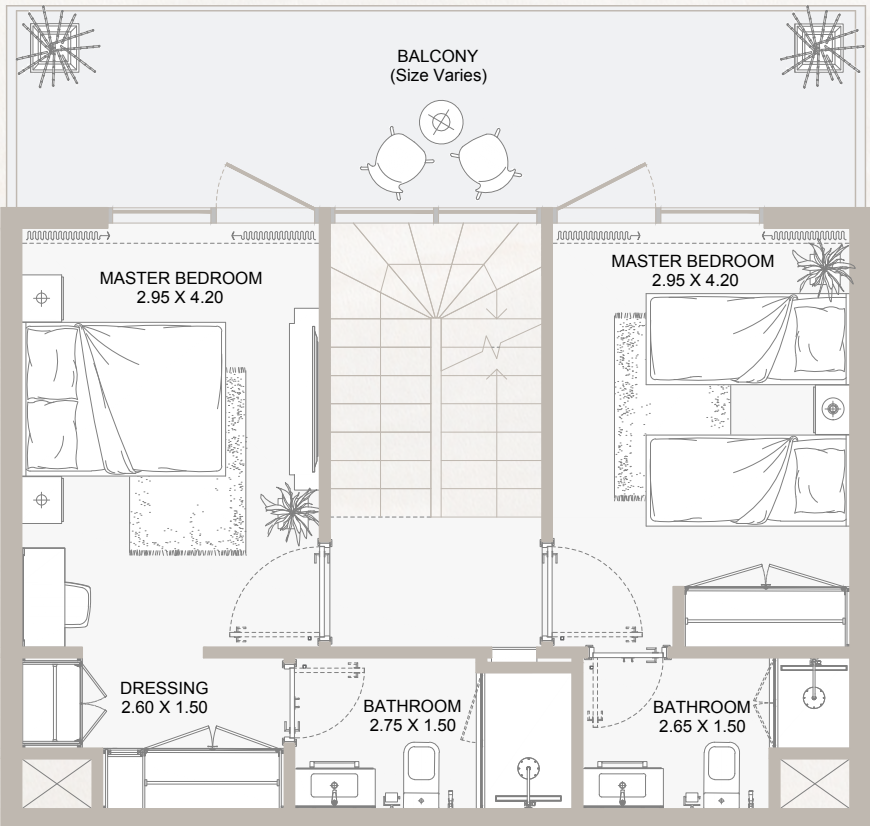 BALCONY
(Size Varies)
MASTER BEDROOM
2.95 X 4.20
MASTER BEDROOM
2.95 X 4.20
DRESSING
2.60 X 1.50
BATHROOM
2.75 X 1.50
BATHROOM
2.65 X 1.50